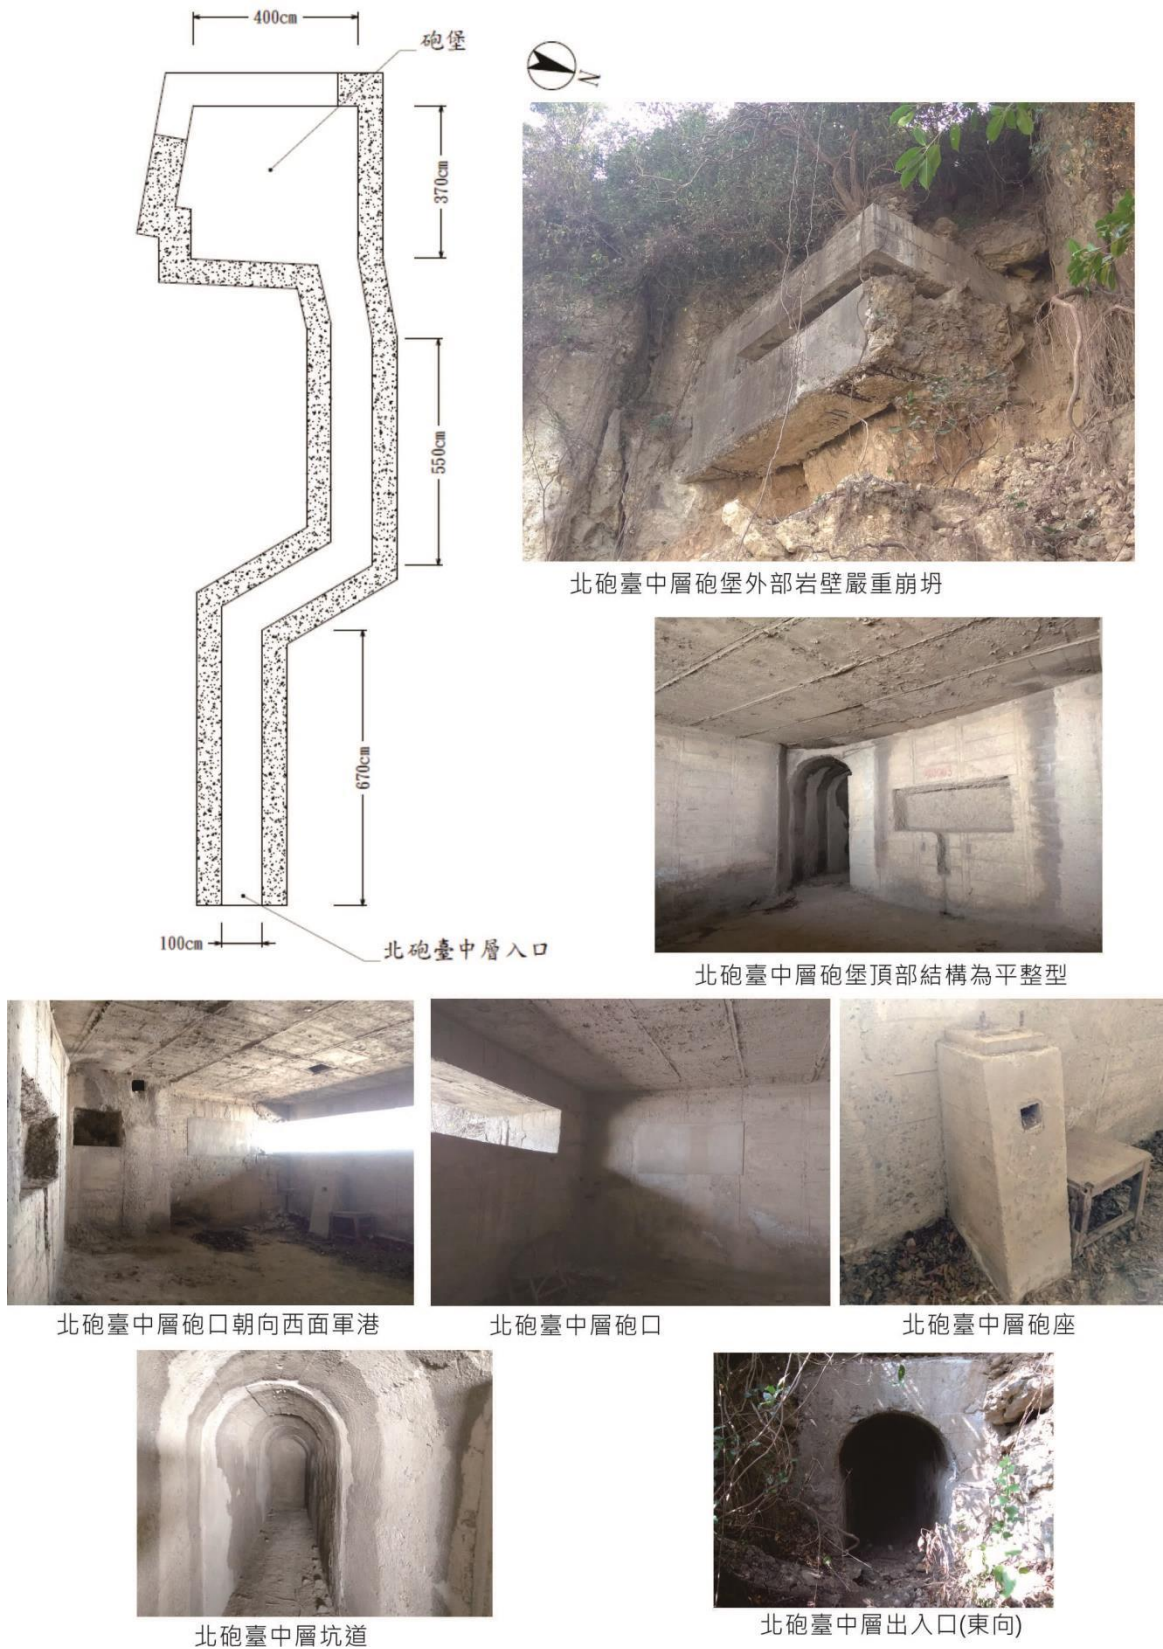 400cm
砲堡
N
370cm
550cm
北砲臺中層砲堡外部岩壁嚴重崩坍
670cm
100cm
北砲臺中層入口
北砲臺中層砲堡頂部結構為平整型
北砲臺中層砲口朝向西面軍港
北砲臺中層砲口
北砲臺中層砲座
北砲臺中層坑道
北砲臺中層出入口(東向)